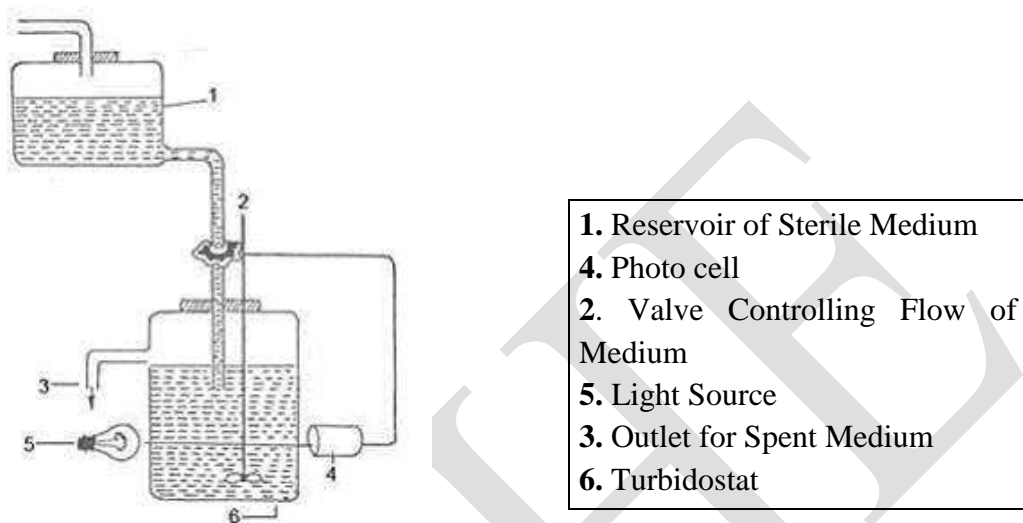 1
2
3
5
4
6
1. Reservoir of Sterile Medium
4. Photo cell
2. Valve Controlling Flow of
Medium
5. Light Source
3. Outlet for Spent Medium
6. Turbidostat